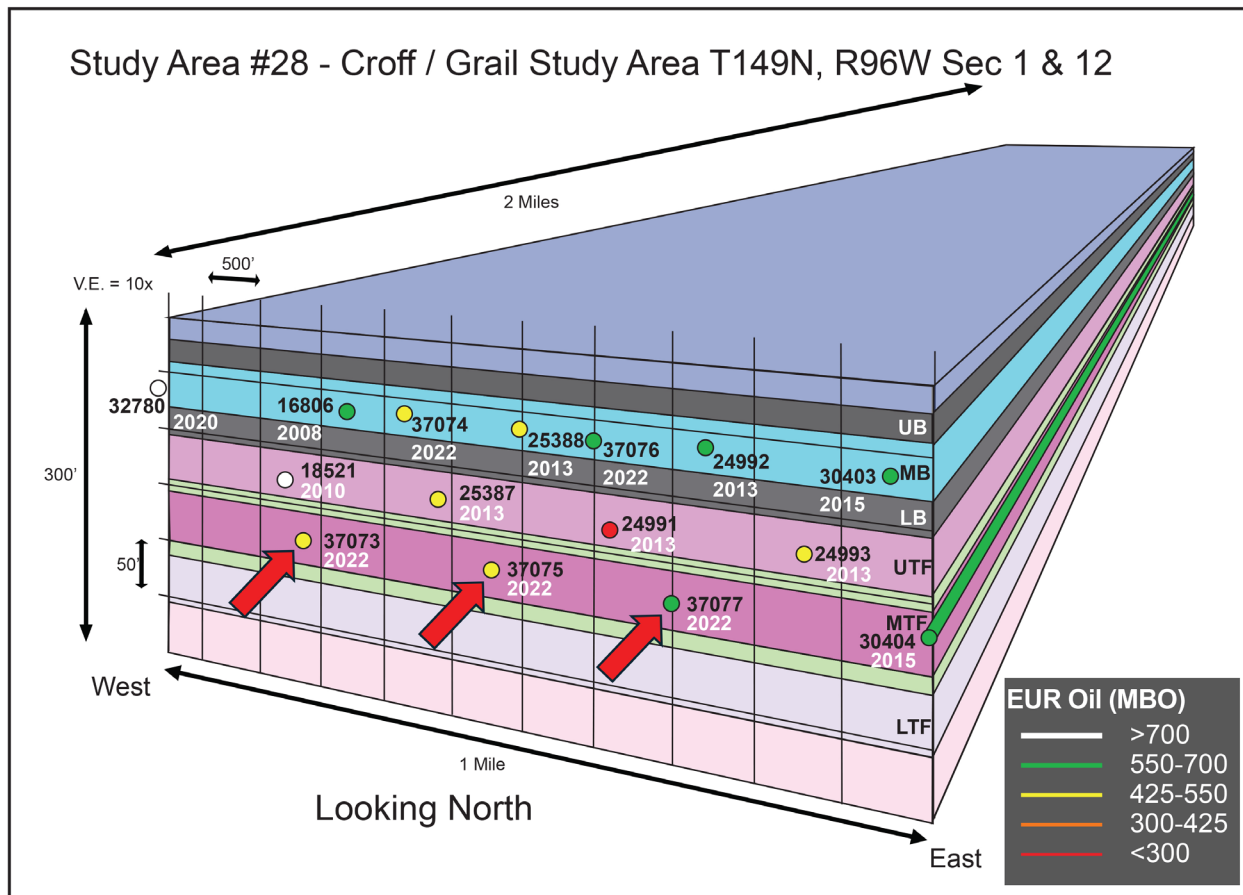 Study Area #28 - Croff / Grail Study Area T149N, R96W Sec 1 & 12
2 Miles
500’
V.E. = 10x
300’
50’
32780
2020
16806
2008
37074
2022
25388
2013
37076
2022
24992
2013
30403
2015
18521
2010
25387
2013
24991
2013
24993
2013
37073
2022
37075
2022
37077
2022
30404
2015
UB
MB
LB
UTF
MTF
LTF
West
1 Mile
Looking North
East
EUR Oil (MBO)
>700
550-700
425-550
300-425
<300